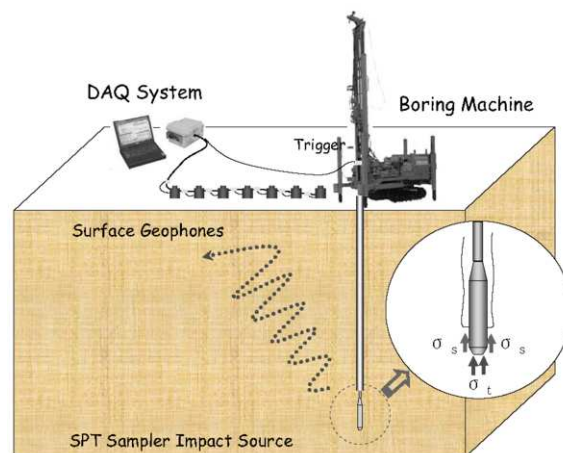 DAQ System
Boring Machine
Trigger
Surface Geophones
σ s
σ s
σ t
SPT Sampler Impact Source